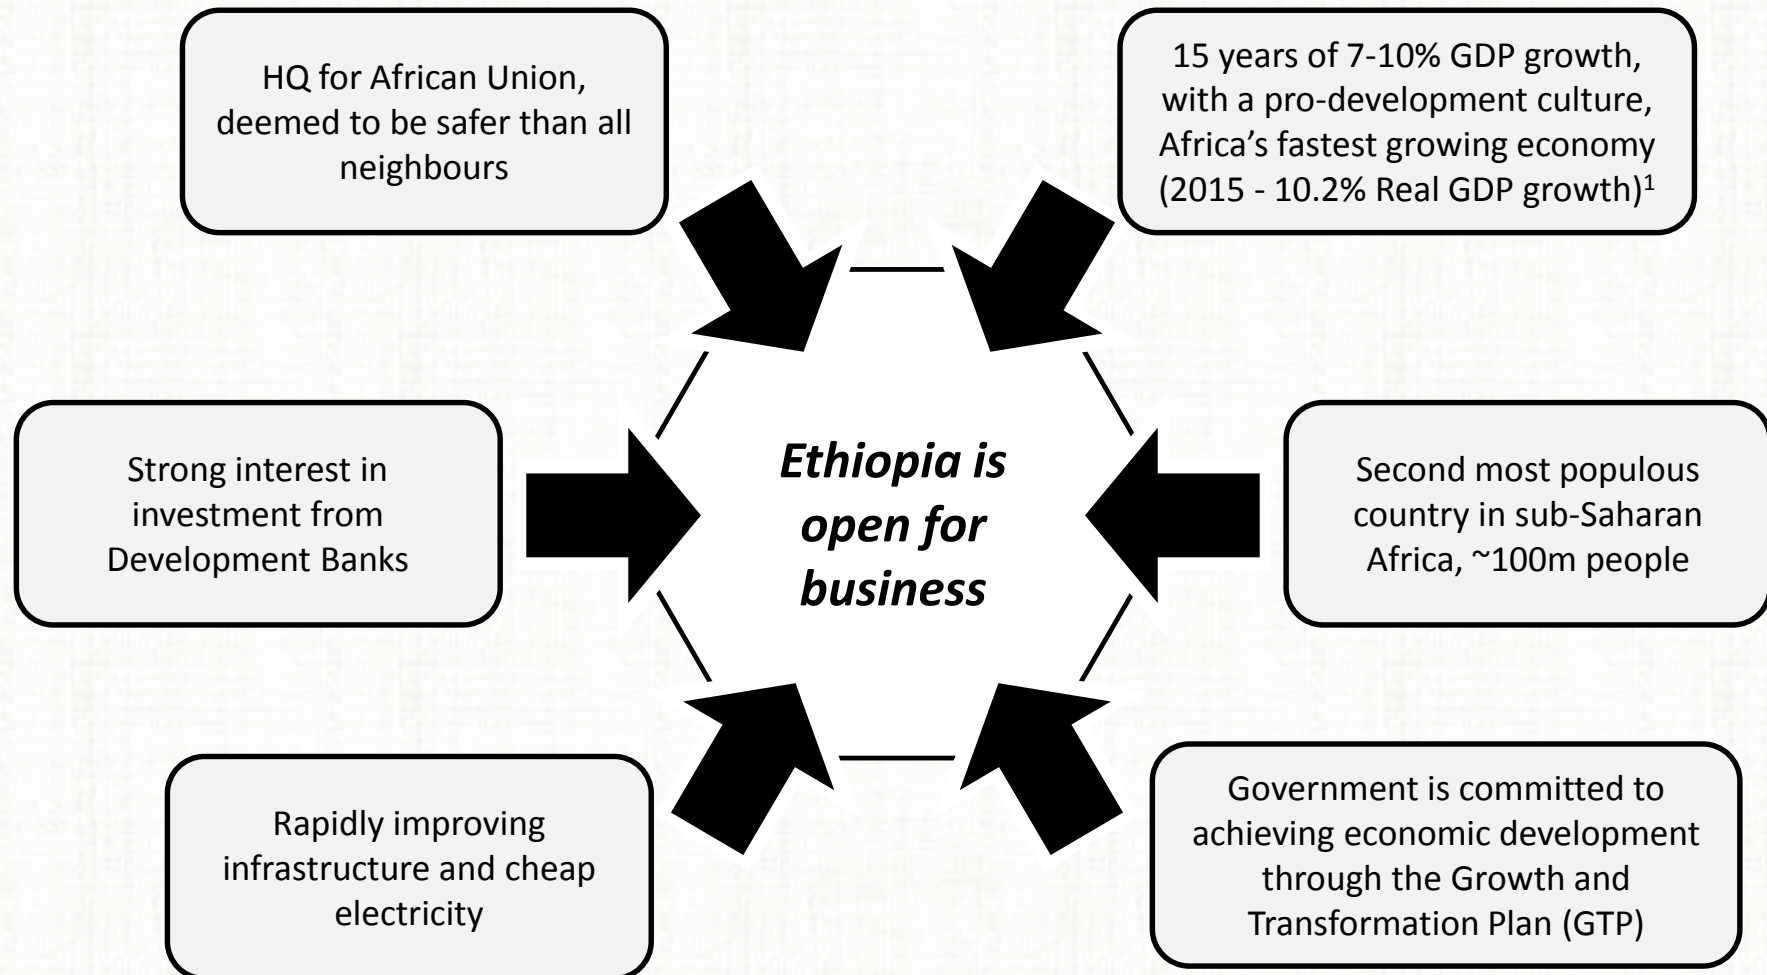 HQ for African Union,
deemed to be safer than all
neighbours
15 years of 7-10% GDP growth,
with a pro-development culture,
Africa’s fastest growing economy
(2015 - 10.2% Real GDP growth)¹
Strong interest in
investment from
Development Banks
Ethiopia is
open for
business
Second most populous
country in sub-Saharan
Africa, ~100m people
Rapidly improving
infrastructure and cheap
electricity
Government is committed to
achieving economic development
through the Growth and
Transformation Plan (GTP)